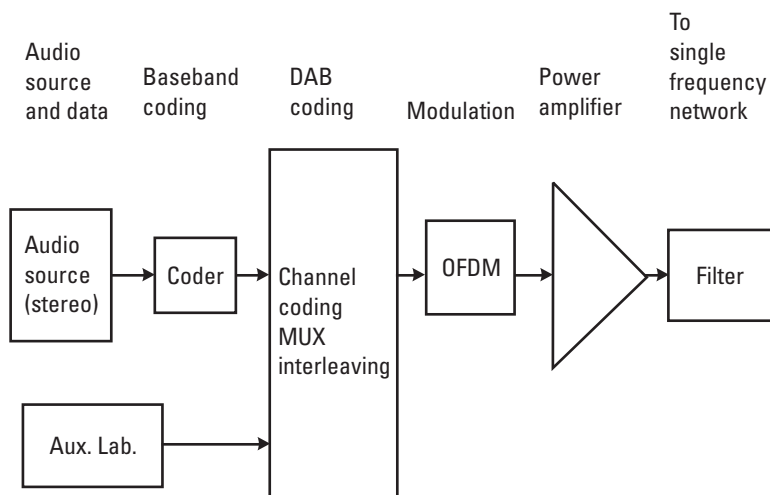 Audio
source
and data
Baseband
coding
DAB
coding
Modulation
Power
amplifier
To
single
frequency
network
Audio
source
(stereo)
Coder
Channel
coding
MUX
interleaving
OFDM
Filter
Aux. Lab.